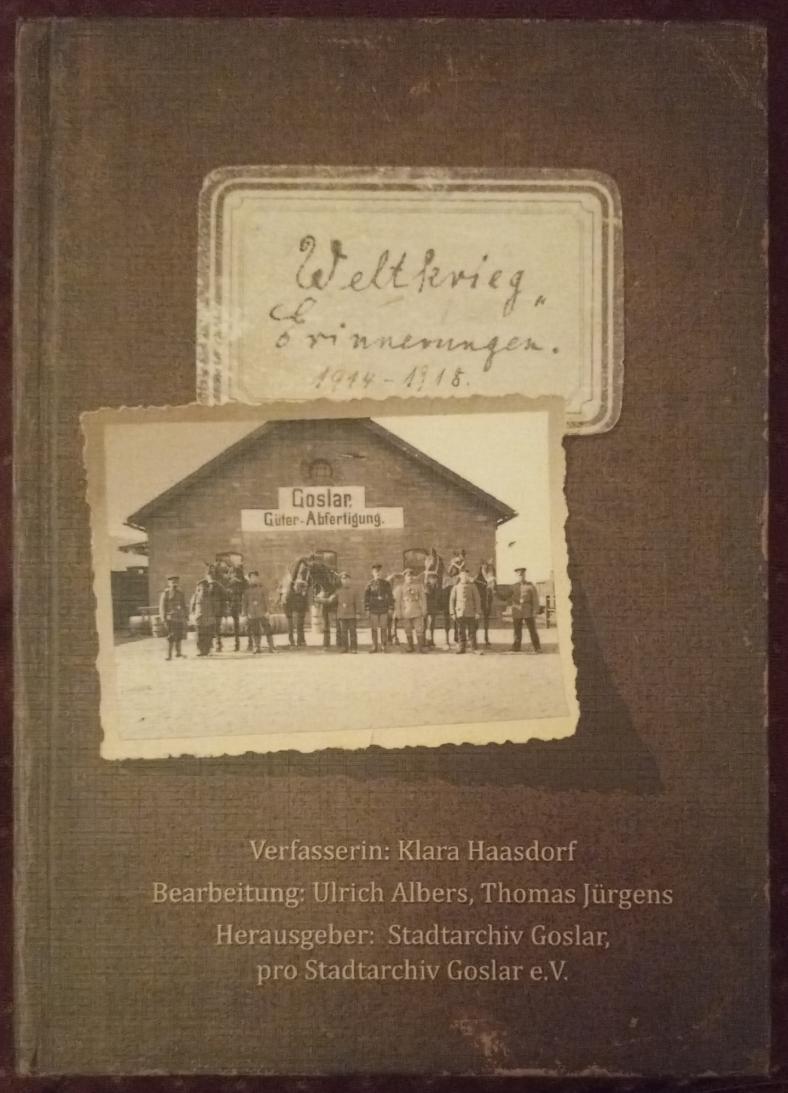 Weltkrieg„
Erinnerungen.
1914-1918.
Goslar.
Güter-Abfertigung.
Verfasserin: Klara Haasdorf
Bearbeitung: Ulrich Albers, Thomas Jürgens
Herausgeber: Stadtarchiv Goslar,
pro Stadtarchiv Goslar e.V.